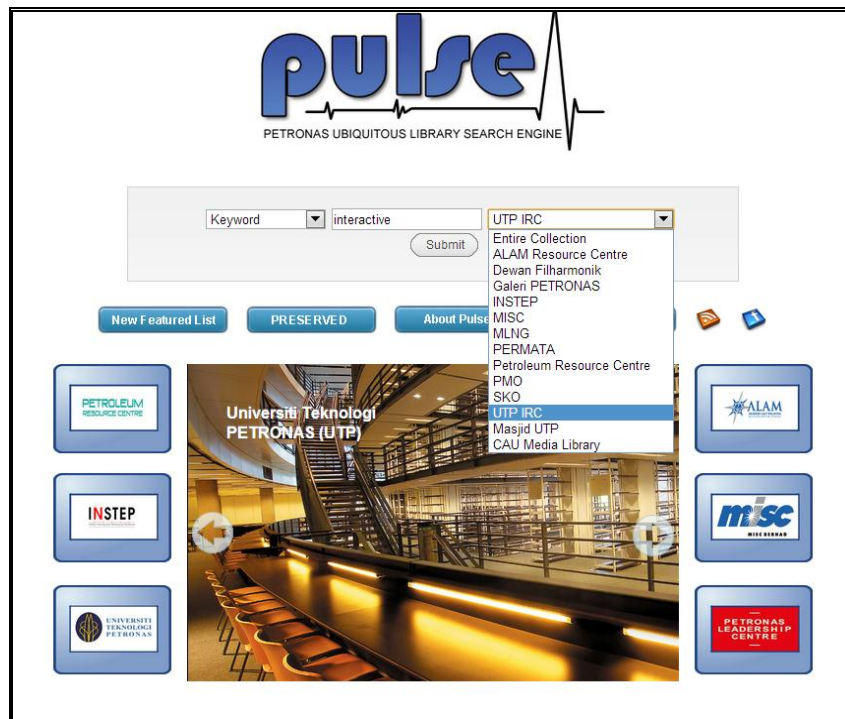 pulse
PETRONAS UBIQUITOUS LIBRARY SEARCH ENGINE
Keyword interactive UTP IRC
Submit
Entire Collection
ALAM Resource Centre
Dewan Filharmonik
Galeri PETRONAS
INSTEP
MISC
MLNG
PERMATA
Petroleum Resource Centre
PMO
SKO
UTP IRC
Masjid UTP
CAU Media Library
New Featured List PRESERVED About Pulse
PETROLEUM
RESOURCE CENTRE
Universiti Teknologi
PETRONAS (UTP)
ALAM
INSTEP
misc
MISC BERHAD
UNIVERSITI
TEKNOLOGI
PETRONAS
PETRONAS
LEADERSHIP
CENTRE